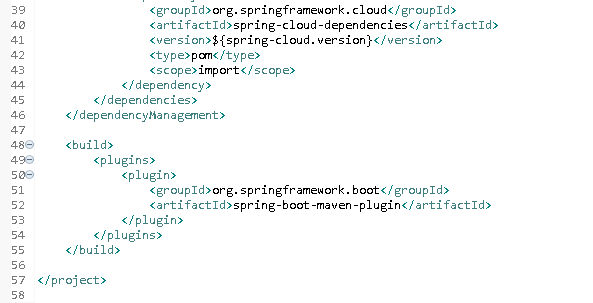 39 <groupId>org.springframework.cloud</groupId>
40 <artifactId>spring-cloud-dependencies</artifactId>
41 <version>${spring-cloud.version}</version>
42 <type>pom</type>
43 <scope>import</scope>
44 </dependency>
45 </dependencies>
46 </dependencyManagement>
47
48 <build>
49 <plugins>
50 <plugin>
51 <groupId>org.springframework.boot</groupId>
52 <artifactId>spring-boot-maven-plugin</artifactId>
53 </plugin>
54 </plugins>
55 </build>
56
57 </project>
58